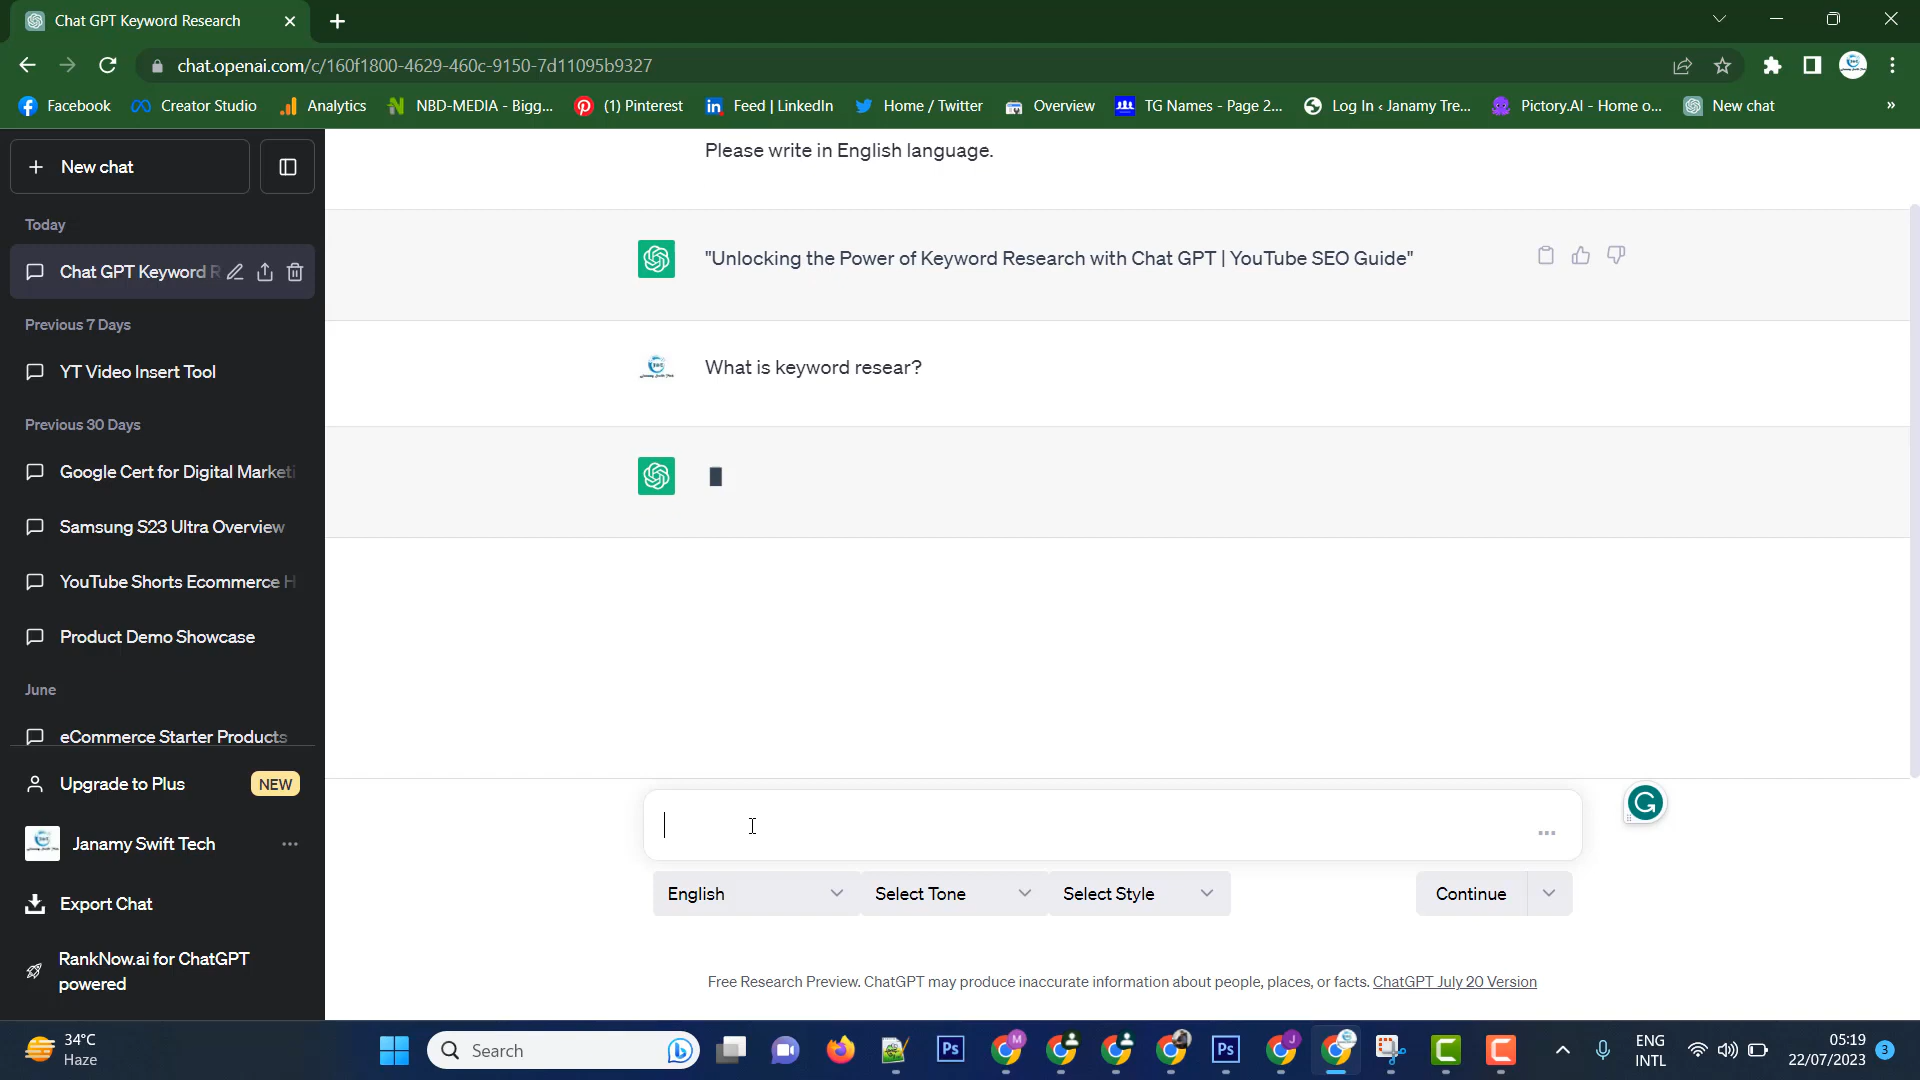 Chat GPT Keyword Research
chat.openai.com/c/160f1800-4629-460c-9150-7d11095b9327
Facebook
Creator Studio
Analytics
NBD-MEDIA - Bigg...
(1) Pinterest
Feed | LinkedIn
Home / Twitter
Overview
TG Names - Page 2...
Log In ‹ Janamy Tre...
Pictory.AI - Home o...
New chat
»
New chat
Today
Chat GPT Keyword R
Previous 7 Days
YT Video Insert Tool
Previous 30 Days
Google Cert for Digital Marketi
Samsung S23 Ultra Overview
YouTube Shorts Ecommerce H
Product Demo Showcase
June
eCommerce Starter Products
Upgrade to Plus
NEW
Janamy Swift Tech
Export Chat
RankNow.ai for ChatGPT
powered
Please write in English language.
"Unlocking the Power of Keyword Research with Chat GPT | YouTube SEO Guide"
What is keyword resear?
English
Select Tone
Select Style
Continue
Free Research Preview. ChatGPT may produce inaccurate information about people, places, or facts. ChatGPT July 20 Version
34°C
Haze
Search
Ps
Ps
ENG
INTL
05:19
22/07/2023
3